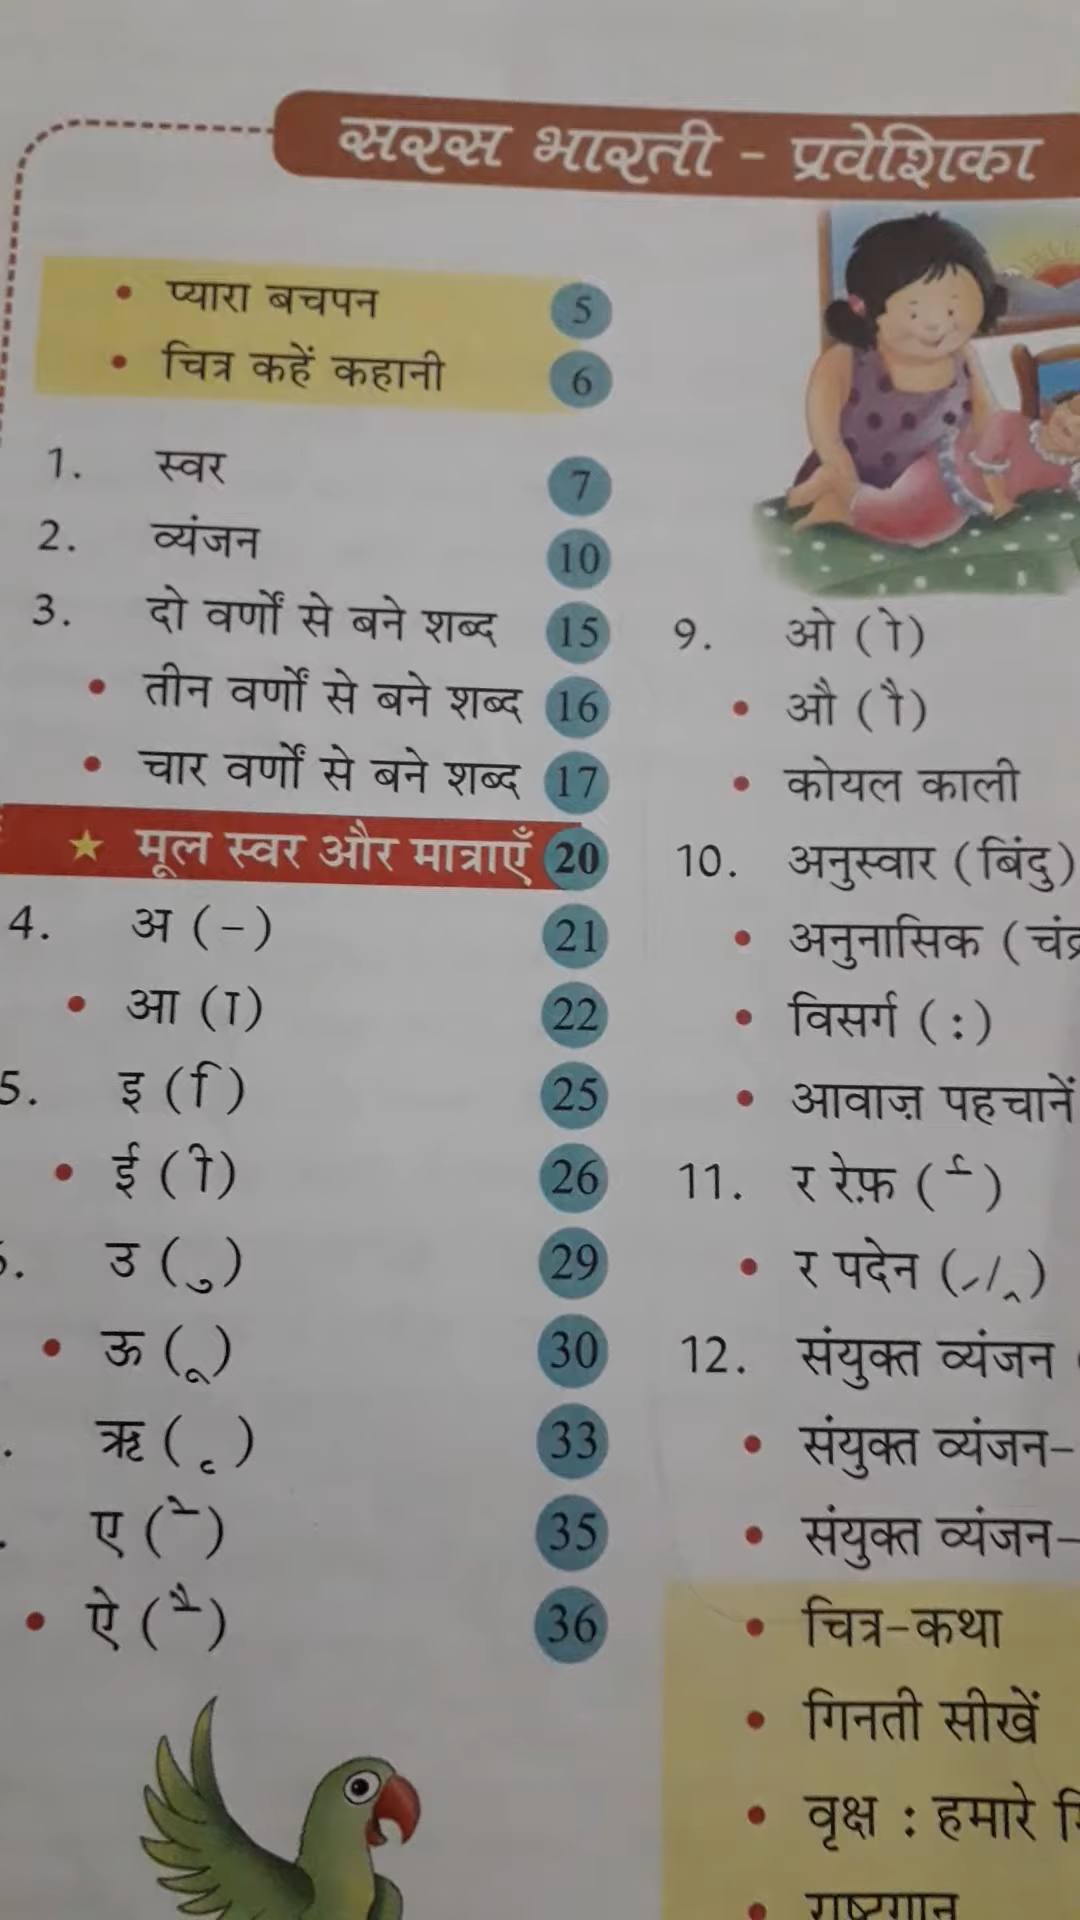 सरस भारती - प्रवेशिका
• प्यारा बचपन 5
• चित्र कहें कहानी 6
1. स्वर 7
2. व्यंजन 10
3. दो वर्णों से बने शब्द 15
• तीन वर्णों से बने शब्द 16
• चार वर्णों से बने शब्द 17
★ मूल स्वर और मात्राएँ 20
4. अ (-) 21
• आ (ा) 22
5. इ (ि) 25
• ई (ी) 26
उ (ु) 29
• ऊ (ू) 30
ऋ (ृ) 33
ए (े) 35
• ऐ (ै) 36
9. ओ (ो)
• औ (ौ)
• कोयल काली
10. अनुस्वार (बिंदु)
• अनुनासिक (
• विसर्ग (:)
• आवाज़ पहचानें
11. र रेफ़ (र्)
• र पदेन (्र/्र)
12. संयुक्त व्यंजन
• संयुक्त व्यंजन-
• संयुक्त व्यंजन-
• चित्र-कथा
• गिनती सीखें
• वृक्ष : हमारे
• राष्ट्रगान